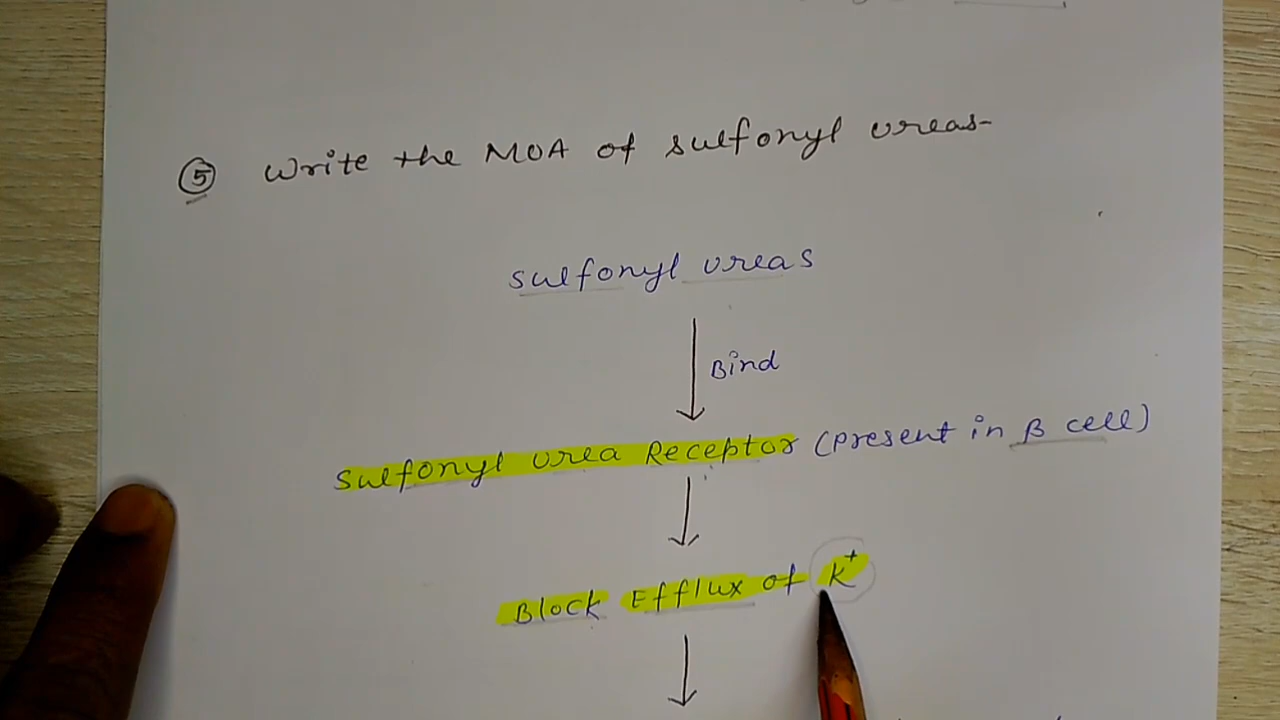 ⑤ Write the MOA of sulfonyl ureas-
sulfonyl ureas
Bind
sulfonyl urea Receptor (present in β cell)
Block Efflux of K⁺